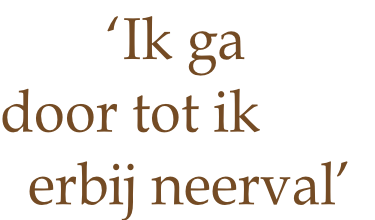 ‘Ik ga
door tot ik
erbij neerval’